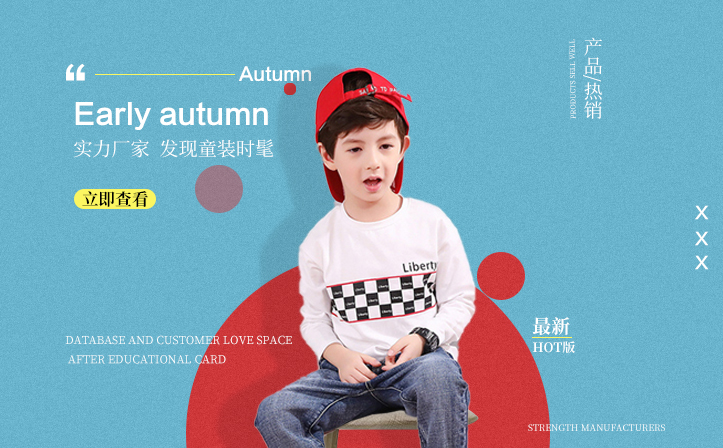 “
Autumn
Early autumn
实力厂家 发现童装时髦
立即查看
产品/热销
PRODUCTS SELL WELL
X
X
X
Liberty
DATABASE AND CUSTOMER LOVE SPACE
AFTER EDUCATIONAL CARD
最新
HOT版
STRENGTH MANUFACTURERS